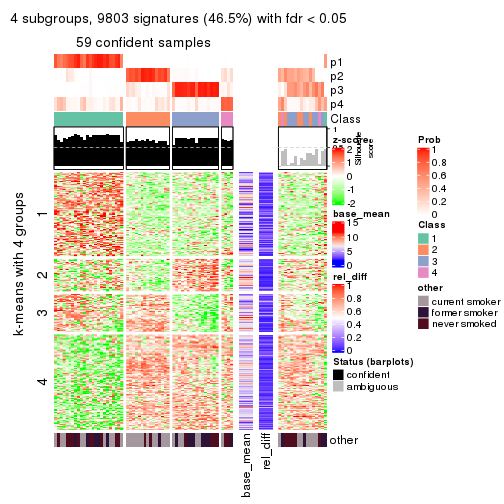 4 subgroups, 9803 signatures (46.5%) with fdr < 0.05
59 confident samples
p1
p2
p3
p4
Class
z-score
2
1
0
-1
-2
Silhouette
score
1
k-means with 4 groups
1
2
3
4
base_mean
15
10
5
0
rel_diff
1
0.8
0.6
0.4
0.2
0
Status (barplots)
confident
ambiguous
Prob
1
0.8
0.6
0.4
0.2
0
Class
1
2
3
4
other
current smoker
former smoker
never smoked
other
base_mean
rel_diff